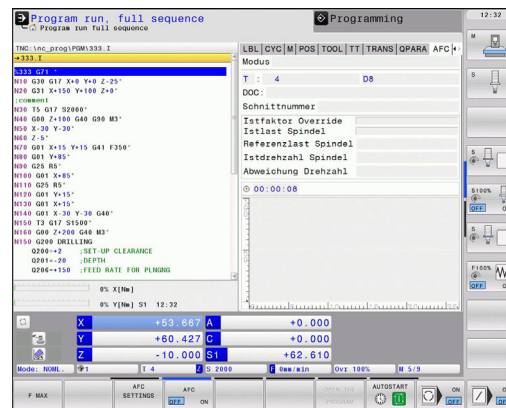 Program run, full sequence
Program run full sequence
Programming
12:32
TNC:\nc_prog\PGM\333.I
→333.I
%333 G71 *
N10 G30 G17 X+0 Y+0 Z-25*
N20 G31 X+150 Y+100 Z+0*
;comment
N30 T5 G17 S2000*
N40 G00 Z+100 G40 G90 M3*
N50 X-30 Y-30*
N60 Z-5*
N70 G01 X+15 Y+15 G41 F350*
N80 G01 Y+85*
N90 G25 R5*
N100 G01 X+85*
N110 G25 R5*
N120 G01 Y+15*
N130 G01 X+15*
N140 G01 X-30 Y-30 G40*
N150 T3 G17 S1500*
N160 G00 Z+200 G40 M3*
N150 G200 DRILLING
Q200=+2 ;SET-UP CLEARANCE
Q201=-20 ;DEPTH
Q206=+150 ;FEED RATE FOR PLNGNG
0% X[Nm]
0% Y[Nm] S1 12:32
LBL CYC M POS TOOL TT TRANS QPARA AFC
Modus
T : 4 D8
DOC:
Schnittnummer
Istfaktor Override
Istlast Spindel
Referenzlast Spindel
Istdrehzahl Spindel
Abweichung Drehzahl
00:00:08
X +53.667 A +0.000
Y +60.427 C +0.000
Z -10.000 S1 +62.610
Mode: NOML. 1 T 4 Z S 2000 F 0mm/min Ovr 100% M 5/9
F MAX
AFC SETTINGS
AFC
OFF ON
OPEN THE PROGRAM
AUTOSTART
ON
OFF
M
S
S
S100%
OFF
S
F100%
OFF